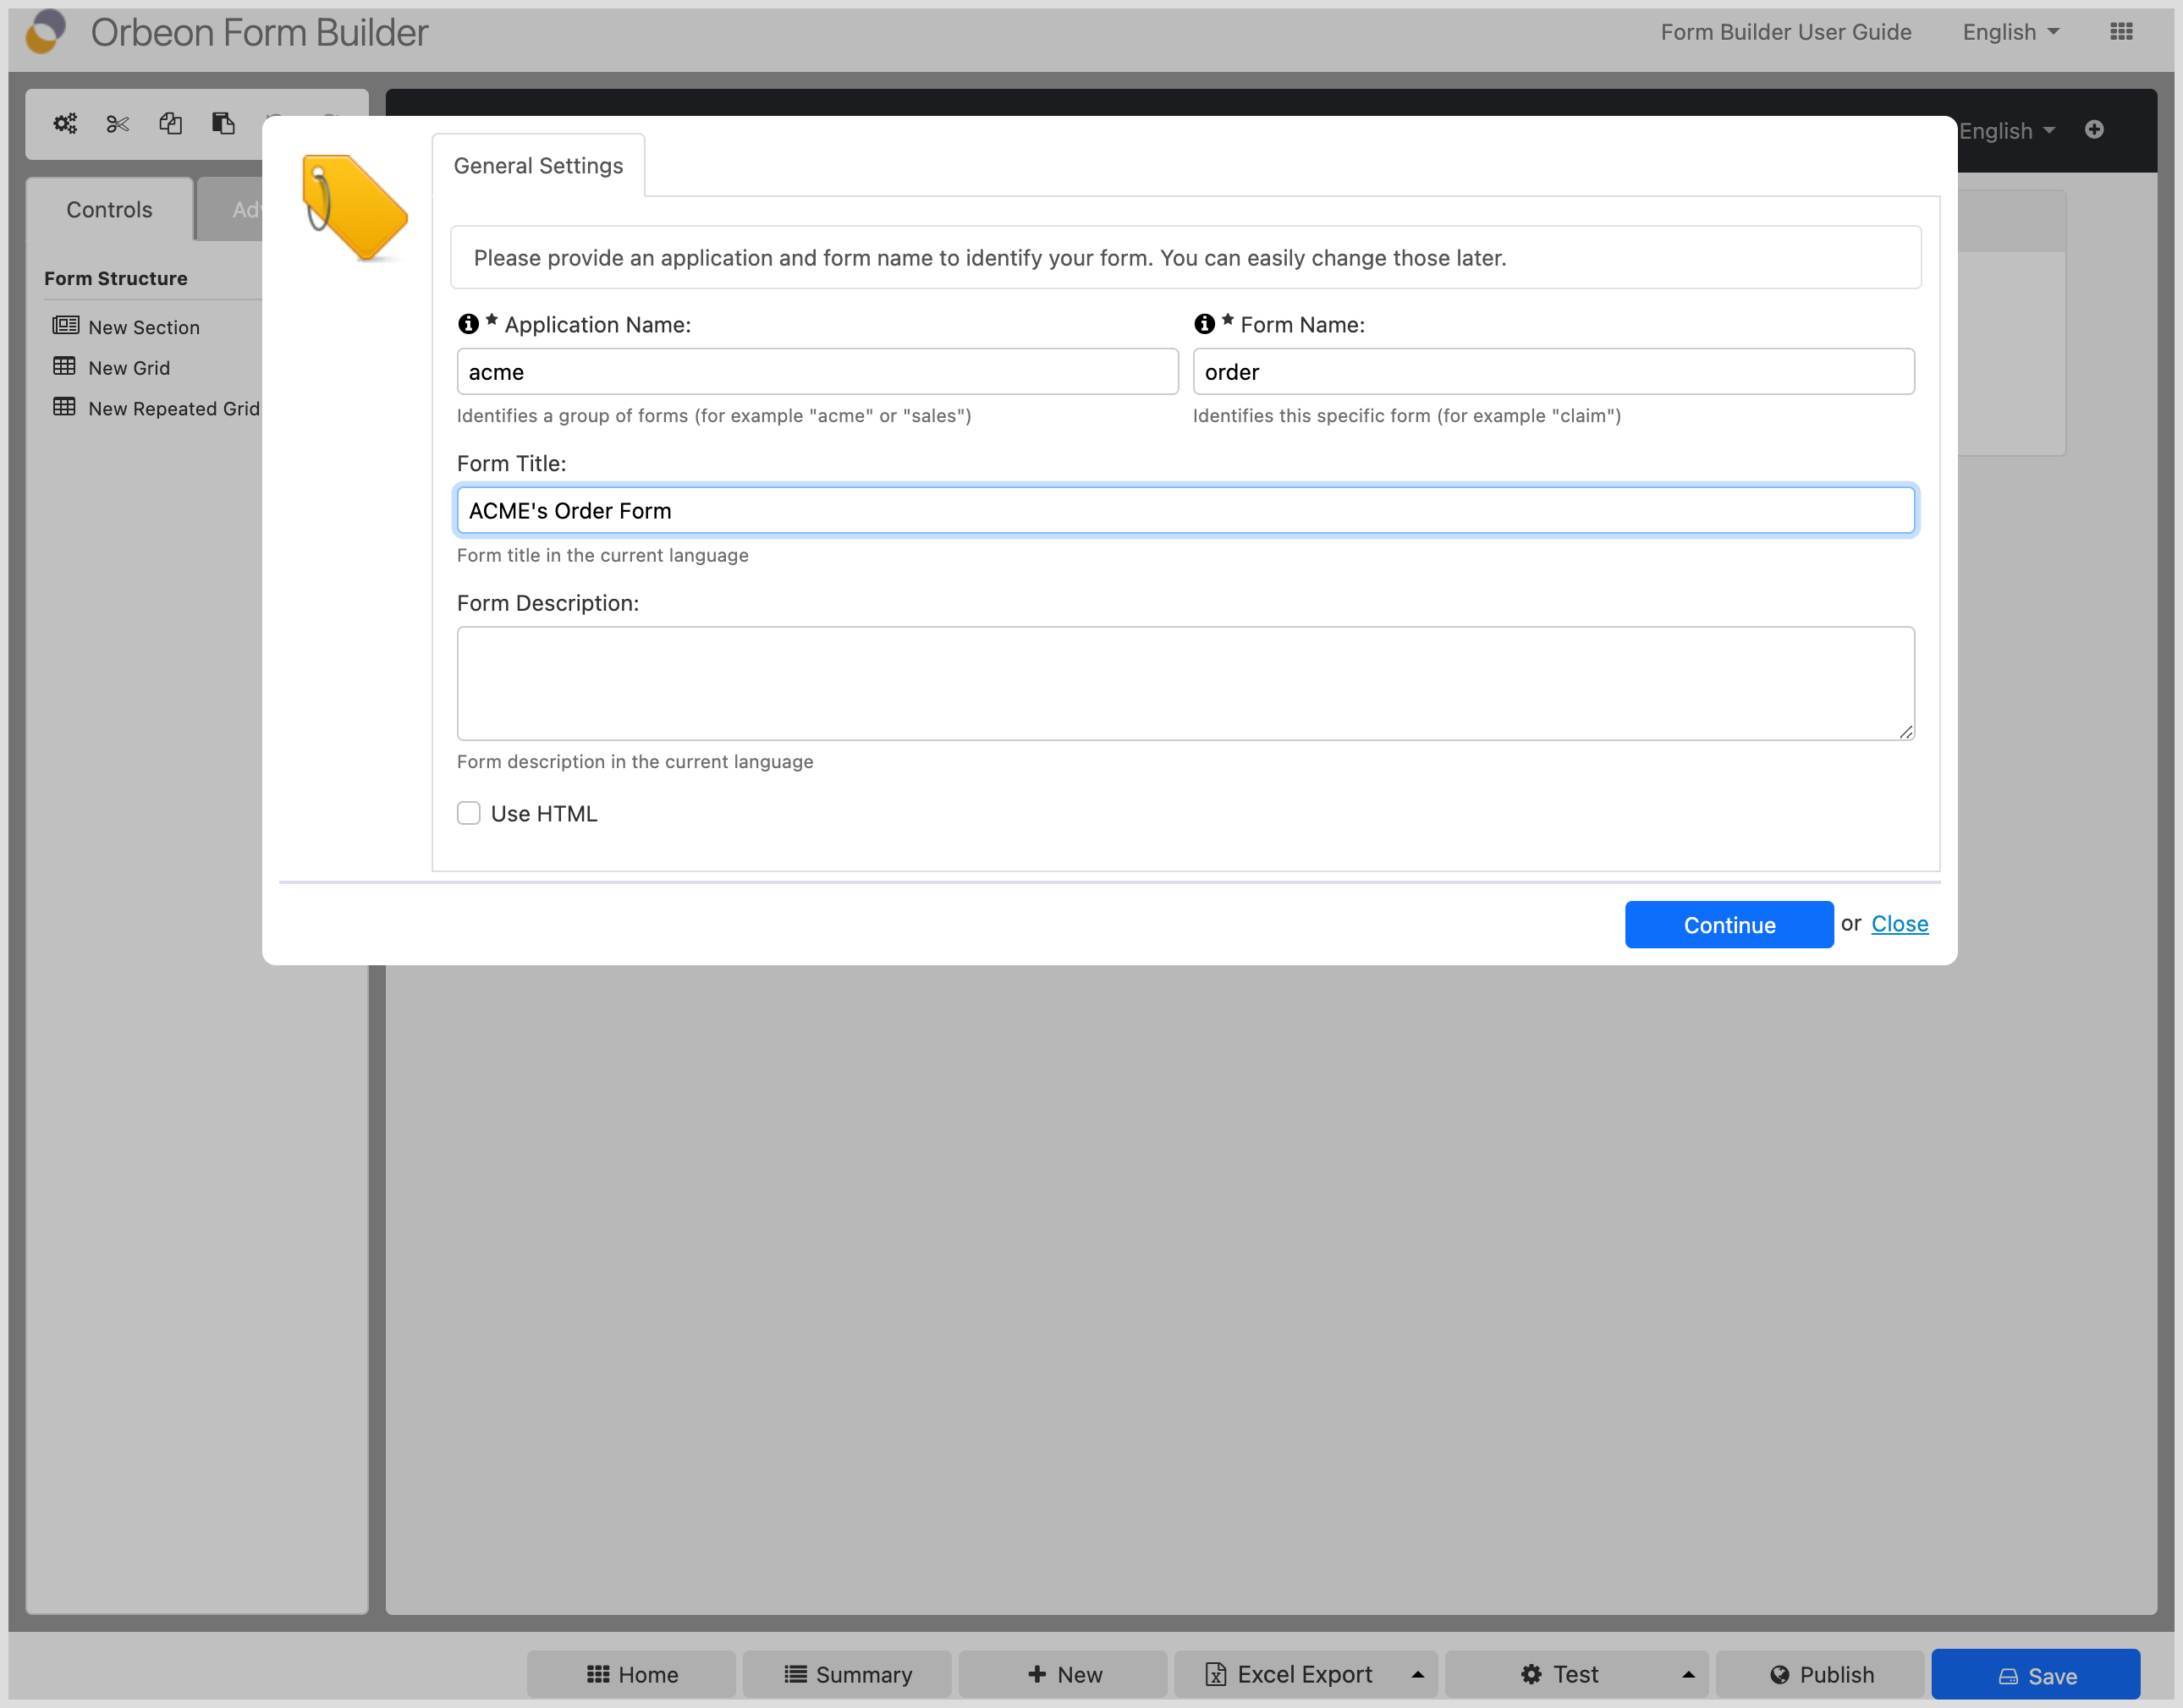 Orbeon Form Builder
Form Builder User Guide English
English
General Settings
Controls
Form Structure
New Section
New Grid
New Repeated Grid
Please provide an application and form name to identify your form. You can easily change those later.
* Application Name: * Form Name:
acme order
Identifies a group of forms (for example "acme" or "sales") Identifies this specific form (for example "claim")
Form Title:
ACME's Order Form
Form title in the current language
Form Description:
Form description in the current language
Use HTML
Continue or Close
Home Summary New Excel Export Test Publish Save